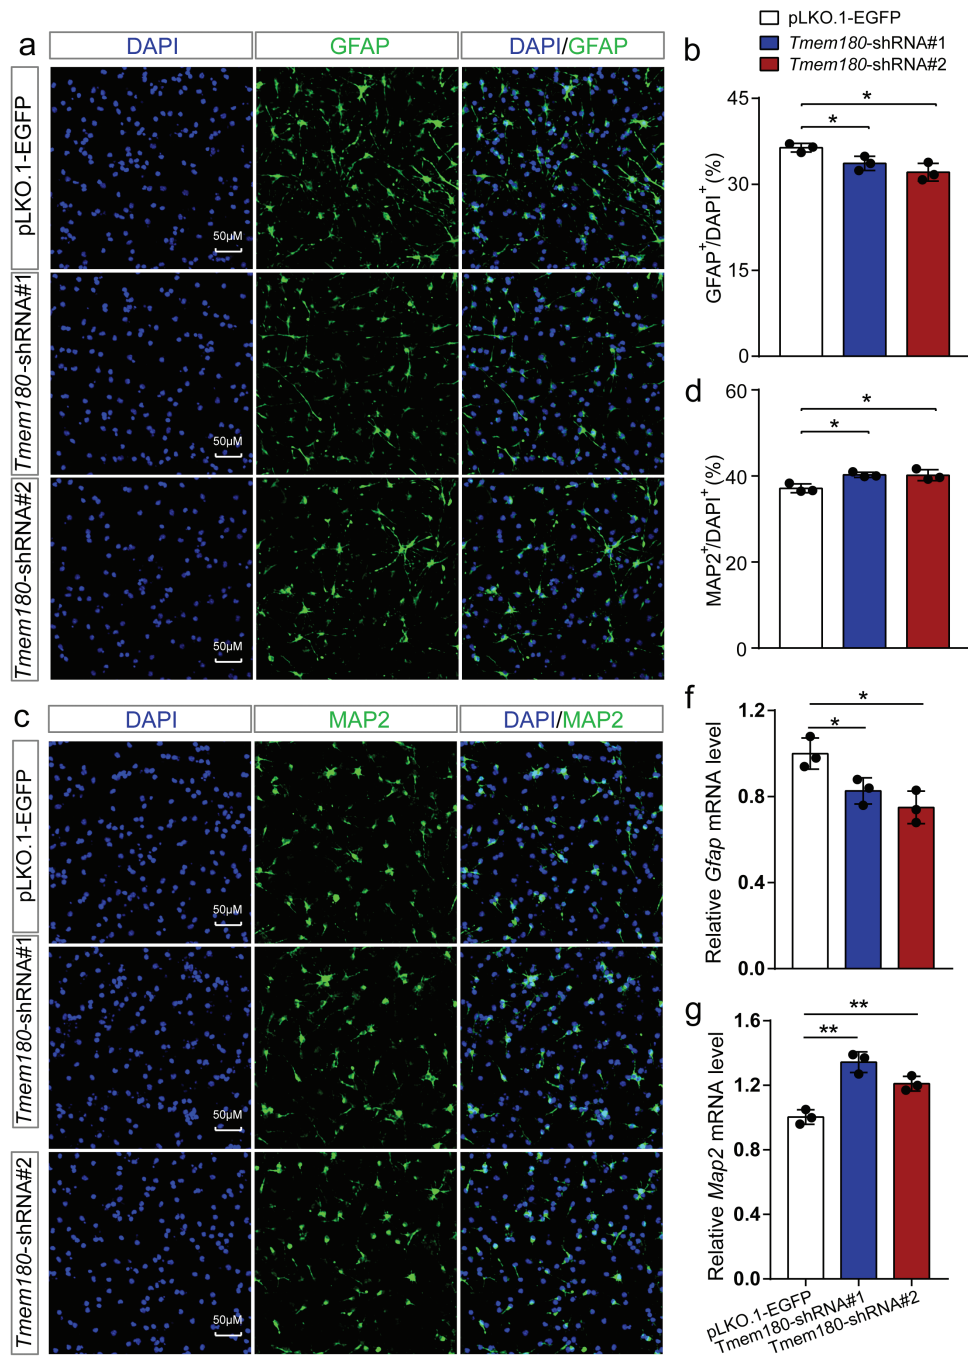 a
DAPI
GFAP
DAPI/GFAP
pLKO.1-EGFP
50μM
Tmem180-shRNA#1
50μM
Tmem180-shRNA#2
50μM
pLKO.1-EGFP
Tmem180-shRNA#1
Tmem180-shRNA#2
b
45
30
15
0
GFAP+/DAPI+ (%)
*
*
d
60
40
20
0
MAP2+/DAPI+ (%)
*
*
c
DAPI
MAP2
DAPI/MAP2
pLKO.1-EGFP
50μM
Tmem180-shRNA#1
50μM
Tmem180-shRNA#2
50μM
f
1.2
0.8
0.4
0.0
Relative Gfap mRNA level
*
*
g
1.6
1.2
0.8
0.4
0.0
Relative Map2 mRNA level
**
**
pLKO.1-EGFP
Tmem180-shRNA#1
Tmem180-shRNA#2